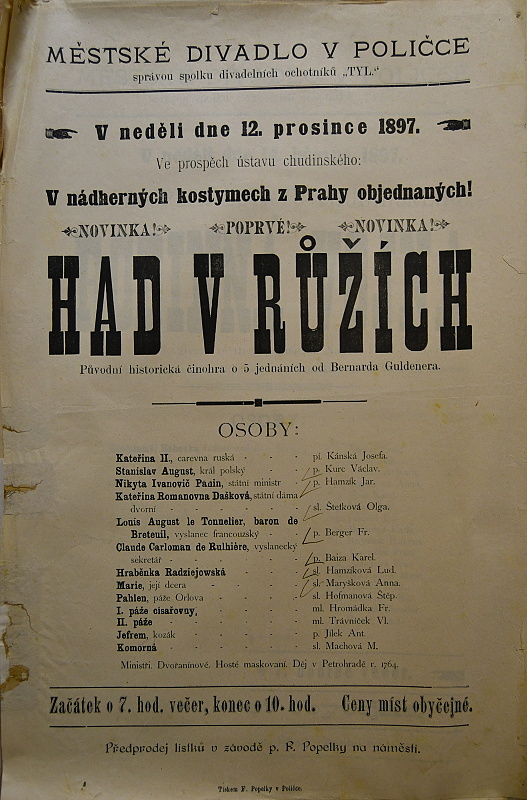 MĚSTSKÉ DIVADLO V POLIČCE
správou spolku divadelních ochotníků „TYL.“
V neděli dne 12. prosince 1897.
Ve prospěch ústavu chudinského:
V nádherných kostymech z Prahy objednaných!
NOVINKA! POPRVÉ! NOVINKA!
HAD V RŮŽÍCH
Původní historická činohra o 5 jednáních od Bernarda Guldenera.
OSOBY:
Kateřina II., carevna ruská - - - pí. Kánská Josefa.
Stanislav August, král polský - - - p. Kurc Václav.
Nikyta Ivanovič Panin, státní ministr - p. Hamzík Jar.
Kateřina Romanovna Dašková, státní dáma
dvorní - - - - - - - sl. Štefková Olga.
Louis August le Tonnelier, baron de
Breteuil, vyslanec francouzský - - - p. Berger Fr.
Claude Carloman de Rulhière, vyslanecký
sekretář - - - - - - - p. Baiza Karel.
Hraběnka Radziejowská - - - - sl. Hamzíková Lud.
Marie, její dcera - - - - - sl. Maryšková Anna.
Pahlen, páže Orlova - - - - sl. Hofmanová Štěp.
I. páže cisařovny, - - - - - ml. Hromádka Fr.
II. páže - - - - - - - ml. Trávníček Vl.
Jefrem, kozák - - - - - - p. Jílek Ant.
Komorná - - - - - - - sl. Machová M.
Ministři. Dvořaninové. Hosté maskovaní. Děj v Petrohradě r. 1764.
Začátek o 7. hod. večer, konec o 10. hod. Ceny míst obyčejné.
Předprodej lístků v závodě p. F. Popelky na náměstí.
Tiskem F. Popelky v Poličce.